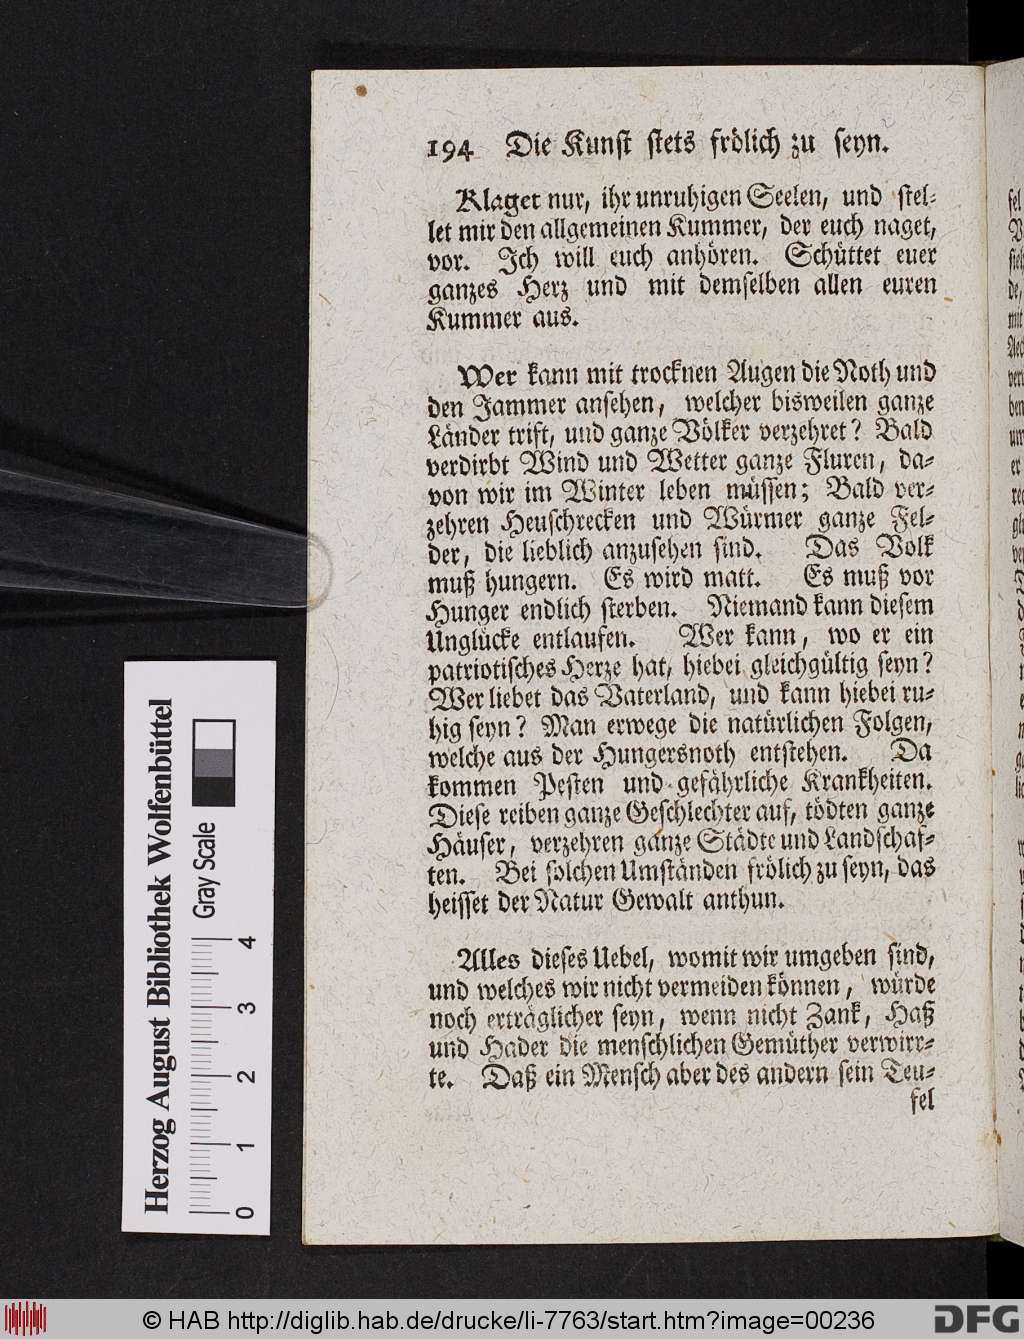 194 Die Kunst stets frölich zu seyn.
Klaget nur, ihr unruhigen Seelen, und stel-
let mir den allgemeinen Kummer, der euch naget,
vor. Ich will euch anhören. Schüttet euer
ganzes Herz und mit demselben allen euren
Kummer aus.
Wer kann mit trocknen Augen die Noth und
den Jammer ansehen, welcher bisweilen ganze
Länder trift, und ganze Völker verzehret? Bald
verdirbt Wind und Wetter ganze Fluren, da-
von wir im Winter leben müssen; Bald ver-
zehren Heuschrecken und Würmer ganze Fel-
der, die lieblich anzusehen sind. Das Volk
muß hungern. Es wird matt. Es muß vor
Hunger endlich sterben. Niemand kann diesem
Unglücke entlaufen. Wer kann, wo er ein
patriotisches Herze hat, hiebei gleichgültig seyn?
Wer liebet das Vaterland, und kann hiebei ru-
hig seyn? Man erwege die natürlichen Folgen,
welche aus der Hungersnoth entstehen. Da
kommen Pesten und gefährliche Krankheiten.
Diese reiben ganze Geschlechter auf, tödten ganze
Häuser, verzehren ganze Städte und Landschaf-
ten. Bei solchen Umständen frölich zu seyn, das
heisset der Natur Gewalt anthun.
Alles dieses Uebel, womit wir umgeben sind,
und welches wir nicht vermeiden können, würde
noch erträglicher seyn, wenn nicht Zank, Haß
und Hader die menschlichen Gemüther verwirr-
te. Daß ein Mensch aber des andern sein Teu-
fel
Herzog August Bibliothek Wolfenbüttel
Gray Scale
0 1 2 3 4
© HAB http://diglib.hab.de/drucke/li-7763/start.htm?image=00236
DFG